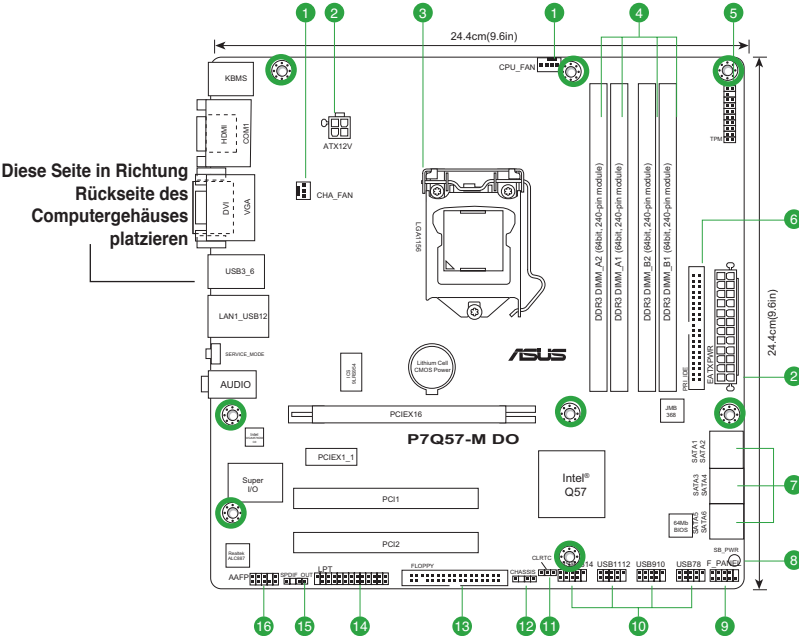 1
2
3
1
4
5
24.4cm(9.6in)
KBMS
CPU_FAN
HDMI
COM1
ATX12V
TPM
Diese Seite in Richtung
Rückseite des
Computergehäuses
platzieren
CHA_FAN
DVI
VGA
LGA1156
DDR3 DIMM_A2 (64bit, 240-pin module)
DDR3 DIMM_A1 (64bit, 240-pin module)
DDR3 DIMM_B2 (64bit, 240-pin module)
DDR3 DIMM_B1 (64bit, 240-pin module)
6
USB3_6
24.4cm(9.6in)
LAN1_USB12
PRI_IDE
EATXPWR
SERVICE_MODE
ASUS
Lithium Cell
CMOS Power
ICS
2
AUDIO
PCIEX16
JMB
368
P7Q57-M DO
PCIEX1_1
SATA1
SATA2
Super
I/O
Intel®
Q57
SATA3
SATA4
7
PCI1
64Mb
BIOS
SATA5
SATA6
PCI2
Realtek
ALC887
SB_PWR
8
AAFP
SPDIF_OUT
LPT
FLOPPY
CHASSIS
CLRTC
USB1112
USB910
USB78
F_PANEL
16
15
14
13
12
11
10
9